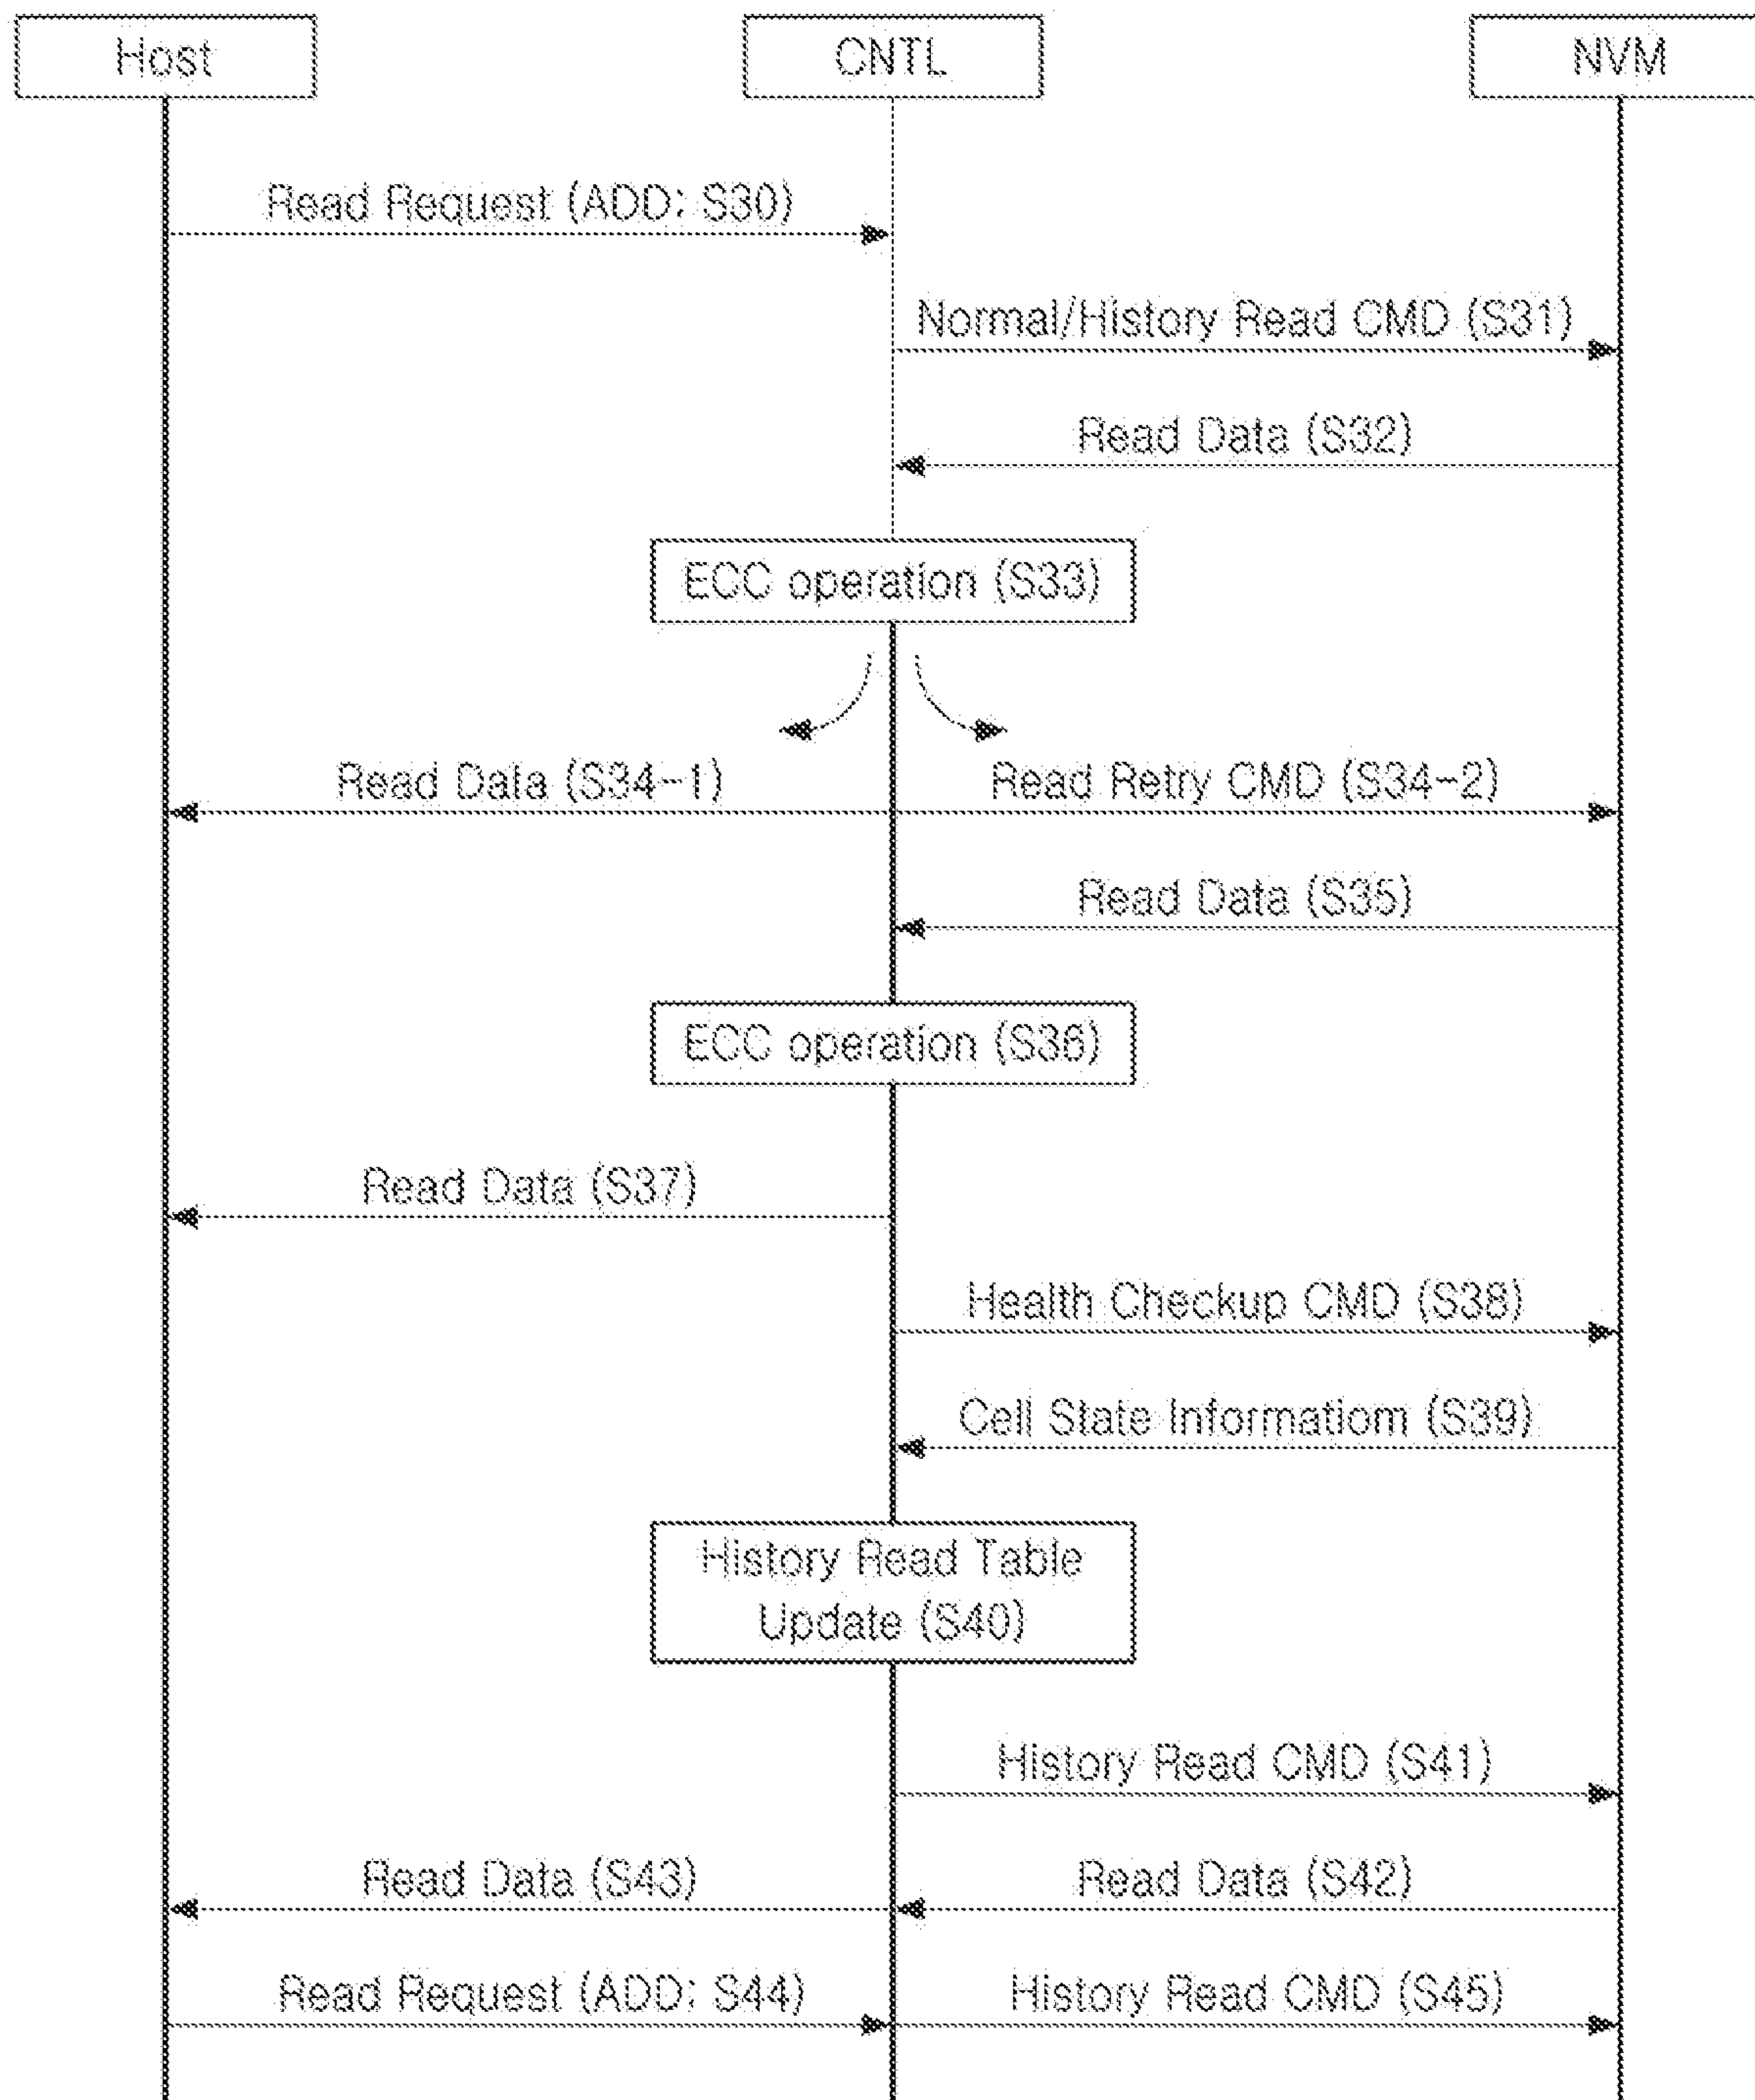 Host
CNTL
NVM
Read Request (ADD; S30)
Normal/History Read CMD (S31)
Read Data (S32)
ECC operation (S33)
Read Data (S34-1)
Read Retry CMD (S34-2)
Read Data (S35)
ECC operation (S36)
Read Data (S37)
Health Checkup CMD (S38)
Cell State Informatiom (S39)
History Read Table
Update (S40)
History Read CMD (S41)
Read Data (S43)
Read Data (S42)
Read Request (ADD; S44)
History Read CMD (S45)